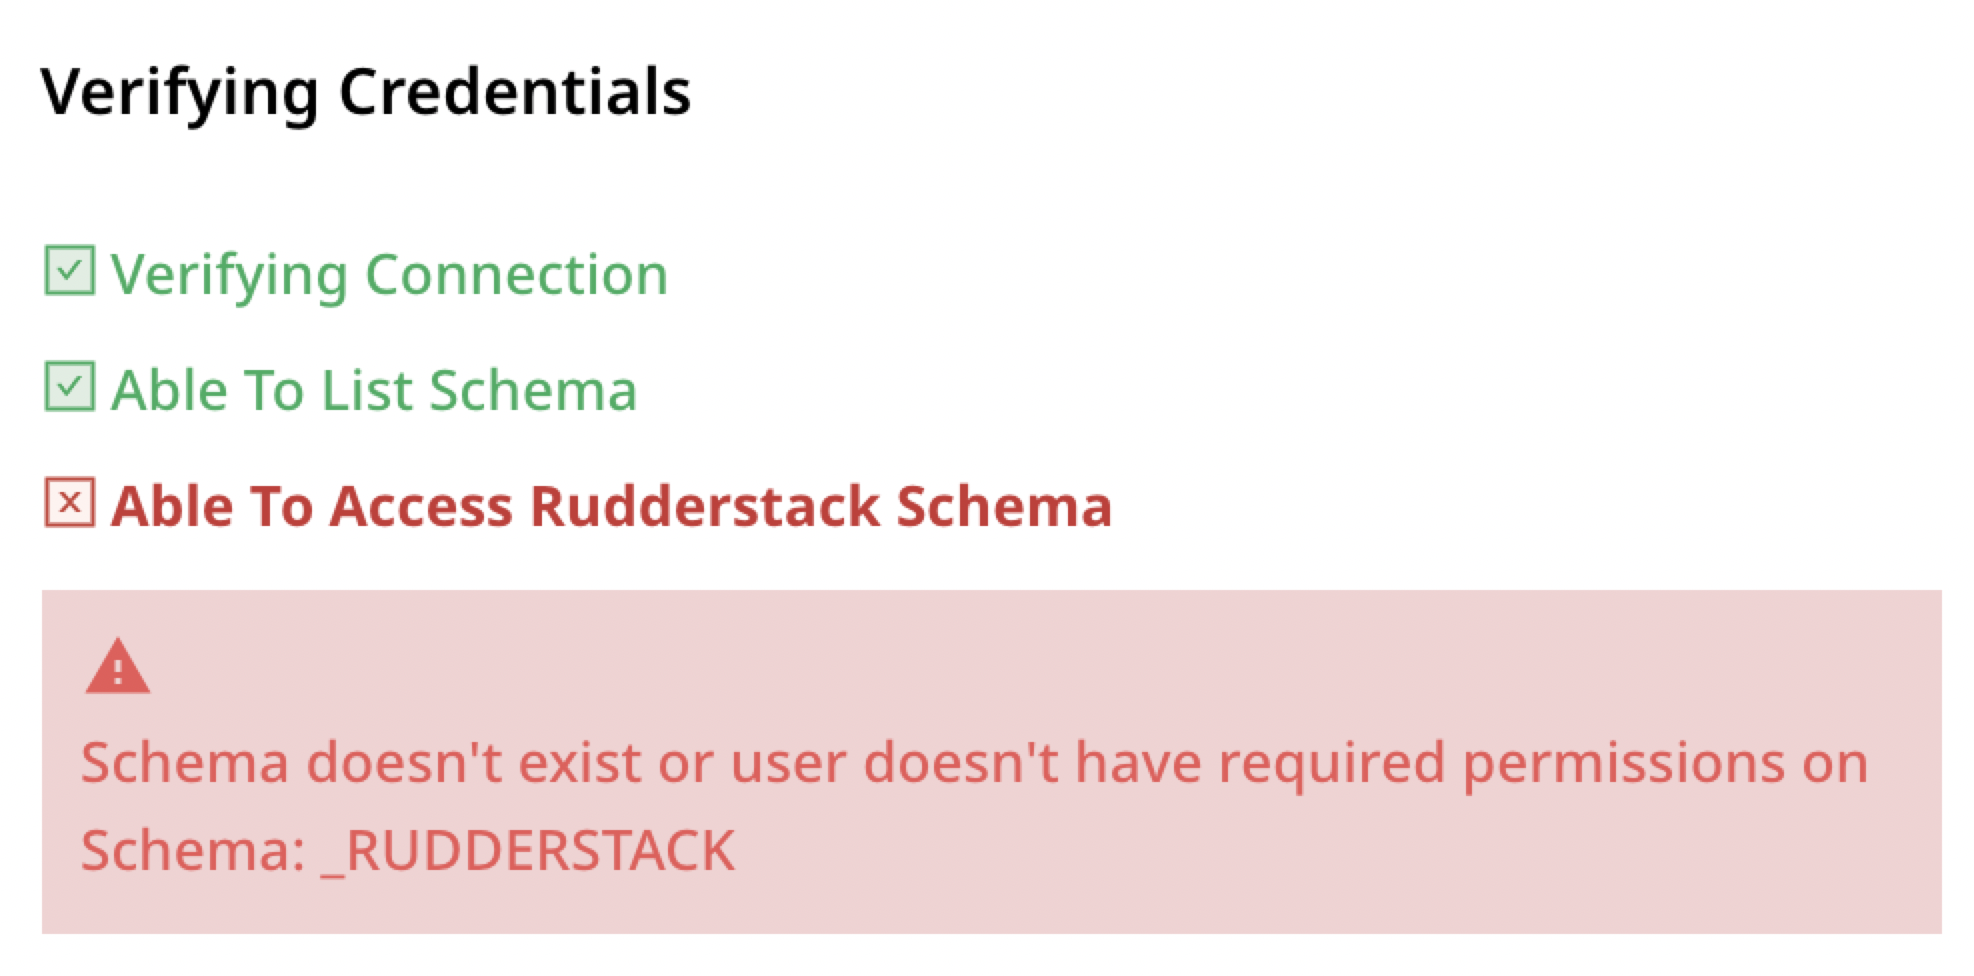 Verifying Credentials
Verifying Connection
Able To List Schema
Able To Access Rudderstack Schema
Schema doesn't exist or user doesn't have required permissions on
Schema: _RUDDERSTACK